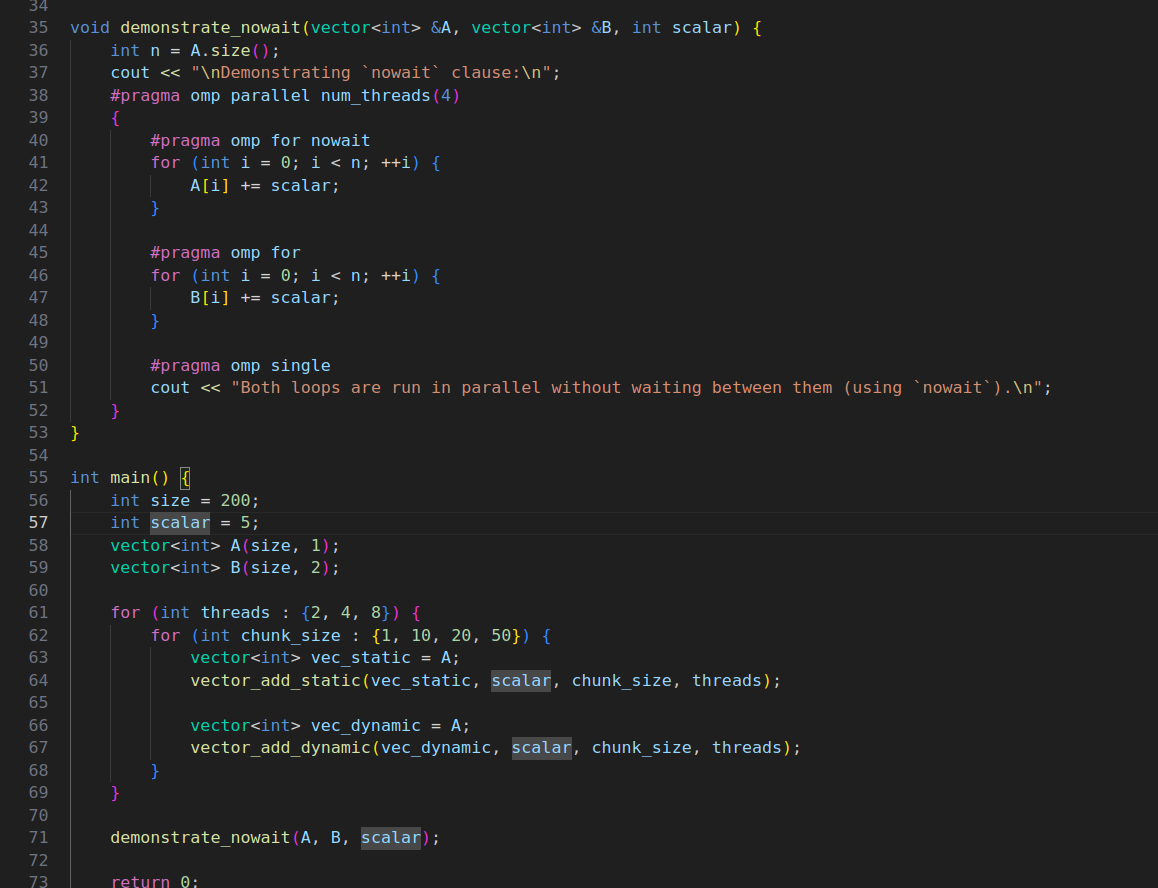 34
35 void demonstrate_nowait(vector<int> &A, vector<int> &B, int scalar) {
36     int n = A.size();
37     cout << "\nDemonstrating `nowait` clause:\n";
38     #pragma omp parallel num_threads(4)
39     {
40         #pragma omp for nowait
41         for (int i = 0; i < n; ++i) {
42             A[i] += scalar;
43         }
44
45         #pragma omp for
46         for (int i = 0; i < n; ++i) {
47             B[i] += scalar;
48         }
49
50         #pragma omp single
51         cout << "Both loops are run in parallel without waiting between them (using `nowait`).\n";
52     }
53 }
54
55 int main() {
56     int size = 200;
57     int scalar = 5;
58     vector<int> A(size, 1);
59     vector<int> B(size, 2);
60
61     for (int threads : {2, 4, 8}) {
62         for (int chunk_size : {1, 10, 20, 50}) {
63             vector<int> vec_static = A;
64             vector_add_static(vec_static, scalar, chunk_size, threads);
65
66             vector<int> vec_dynamic = A;
67             vector_add_dynamic(vec_dynamic, scalar, chunk_size, threads);
68         }
69     }
70
71     demonstrate_nowait(A, B, scalar);
72
73     return 0;